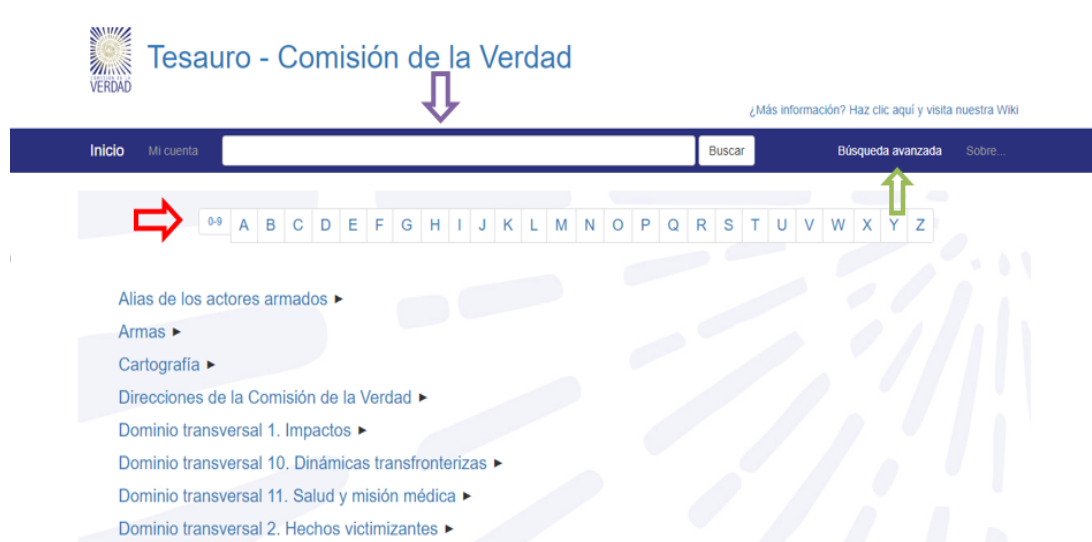 Tesauro - Comisión de la Verdad
VERDAD
¿Más información? Haz clic aquí y visita nuestra Wiki
Inicio Mi cuenta Buscar Búsqueda avanzada Sobre...
0-9 A B C D E F G H I J K L M N O P Q R S T U V W X Y Z
Alias de los actores armados ►
Armas ►
Cartografía ►
Direcciones de la Comisión de la Verdad ►
Dominio transversal 1. Impactos ►
Dominio transversal 10. Dinámicas transfronterizas ►
Dominio transversal 11. Salud y misión médica ►
Dominio transversal 2. Hechos victimizantes ►